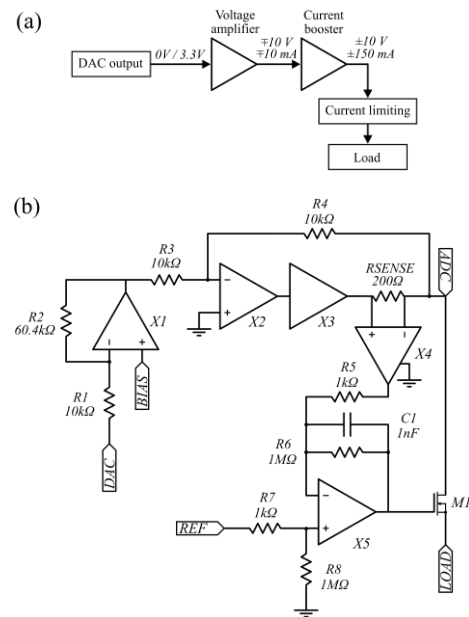 (a)
Voltage
amplifier
Current
booster
DAC output
0V / 3.3V
∓10 V
∓10 mA
±10 V
±150 mA
Current limiting
Load
(b)
R4
10kΩ
R3
10kΩ
RSENSE
200Ω
ADC
R2
60.4kΩ
X1
X2
X3
X4
R1
10kΩ
BIAS
DAC
R5
1kΩ
C1
1nF
R6
1MΩ
R7
1kΩ
REF
X5
M1
R8
1MΩ
LOAD